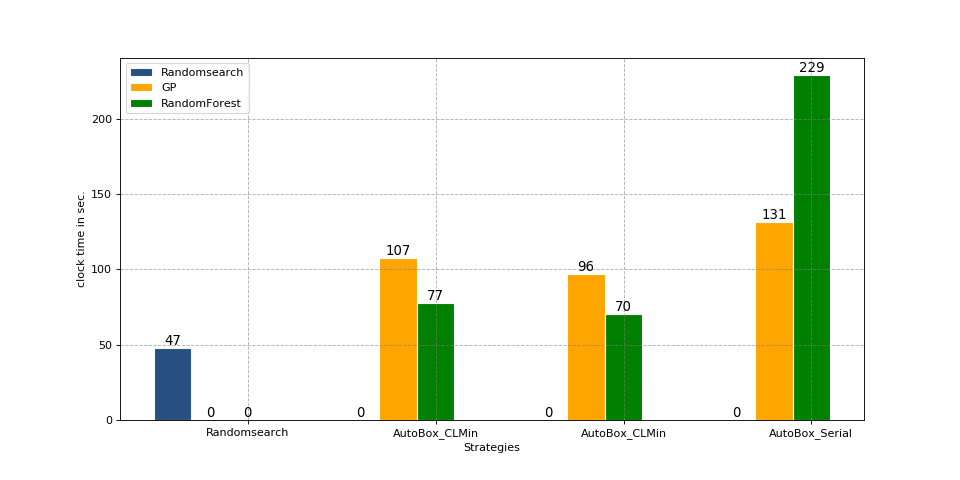 Randomsearch
GP
RandomForest
clock time in sec.
200
150
100
50
0
47
0
0
0
107
77
0
96
70
0
131
229
Randomsearch
AutoBox_CLMin
AutoBox_CLMin
AutoBox_Serial
Strategies